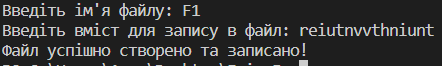 Введіть ім'я файлу: F1
Введіть вміст для запису в файл: reiutnvvthniunt
Файл успішно створено та записано!